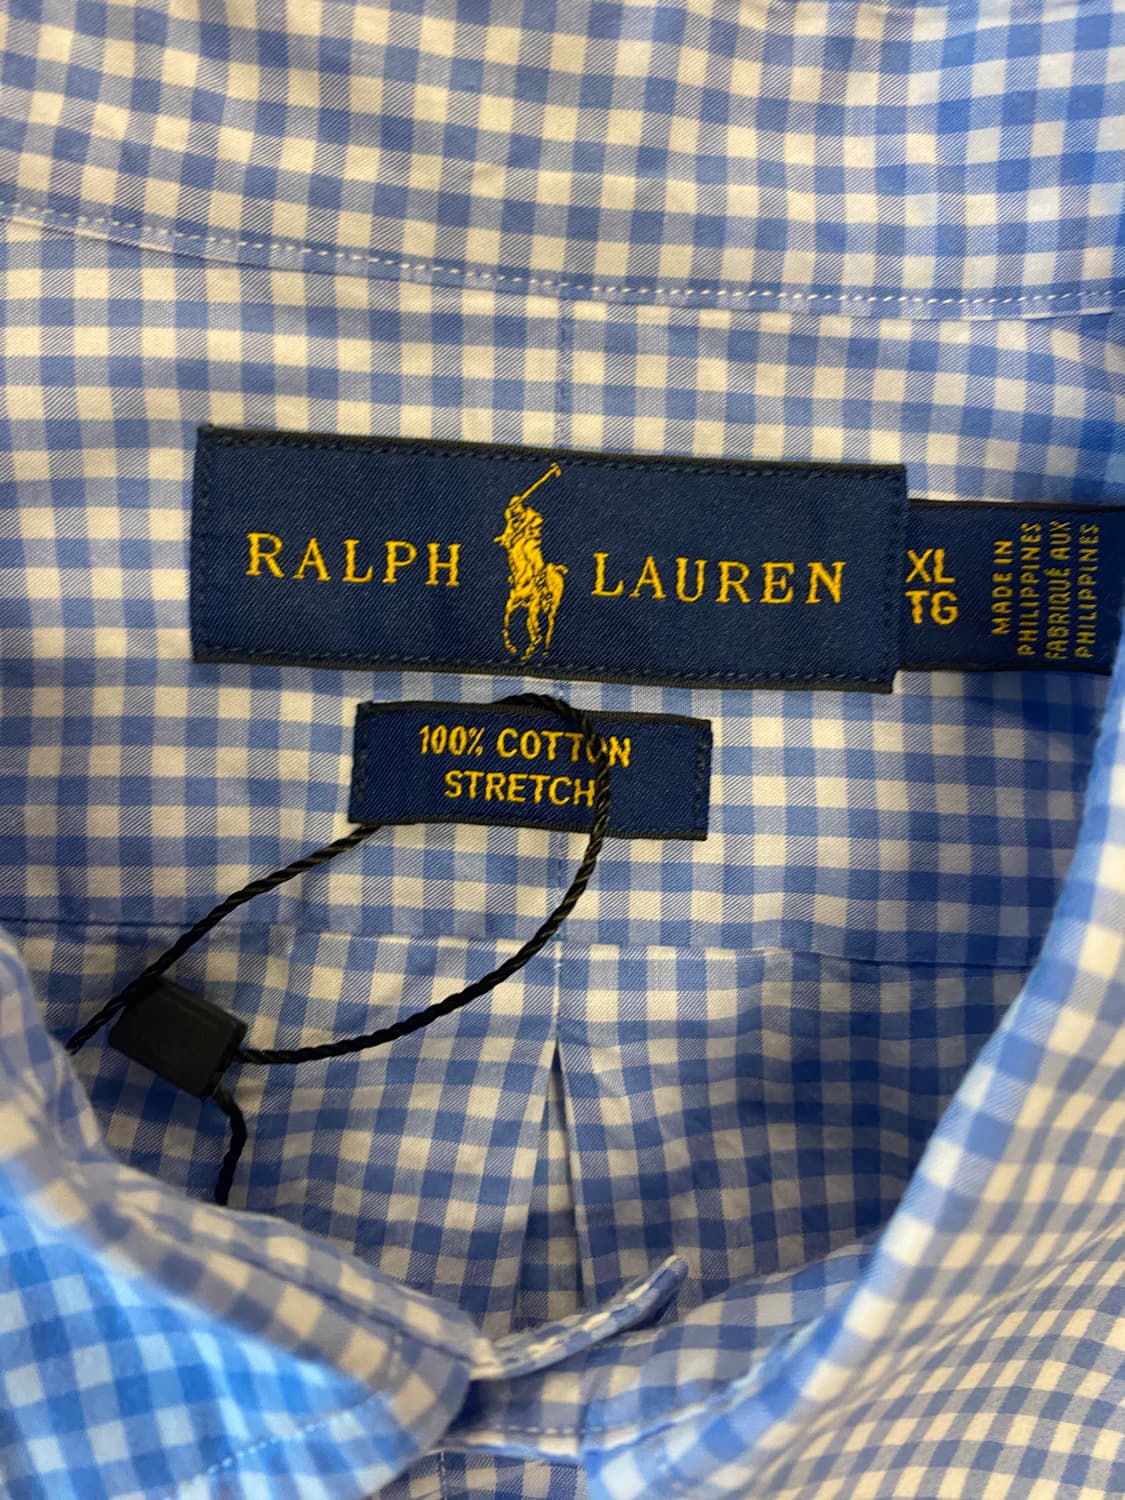 RALPH LAUREN
XL
TG
MADE IN
PHILIPPINES
FABRIQUÉ AUX
PHILIPPINES
100% COTTON
STRETCH